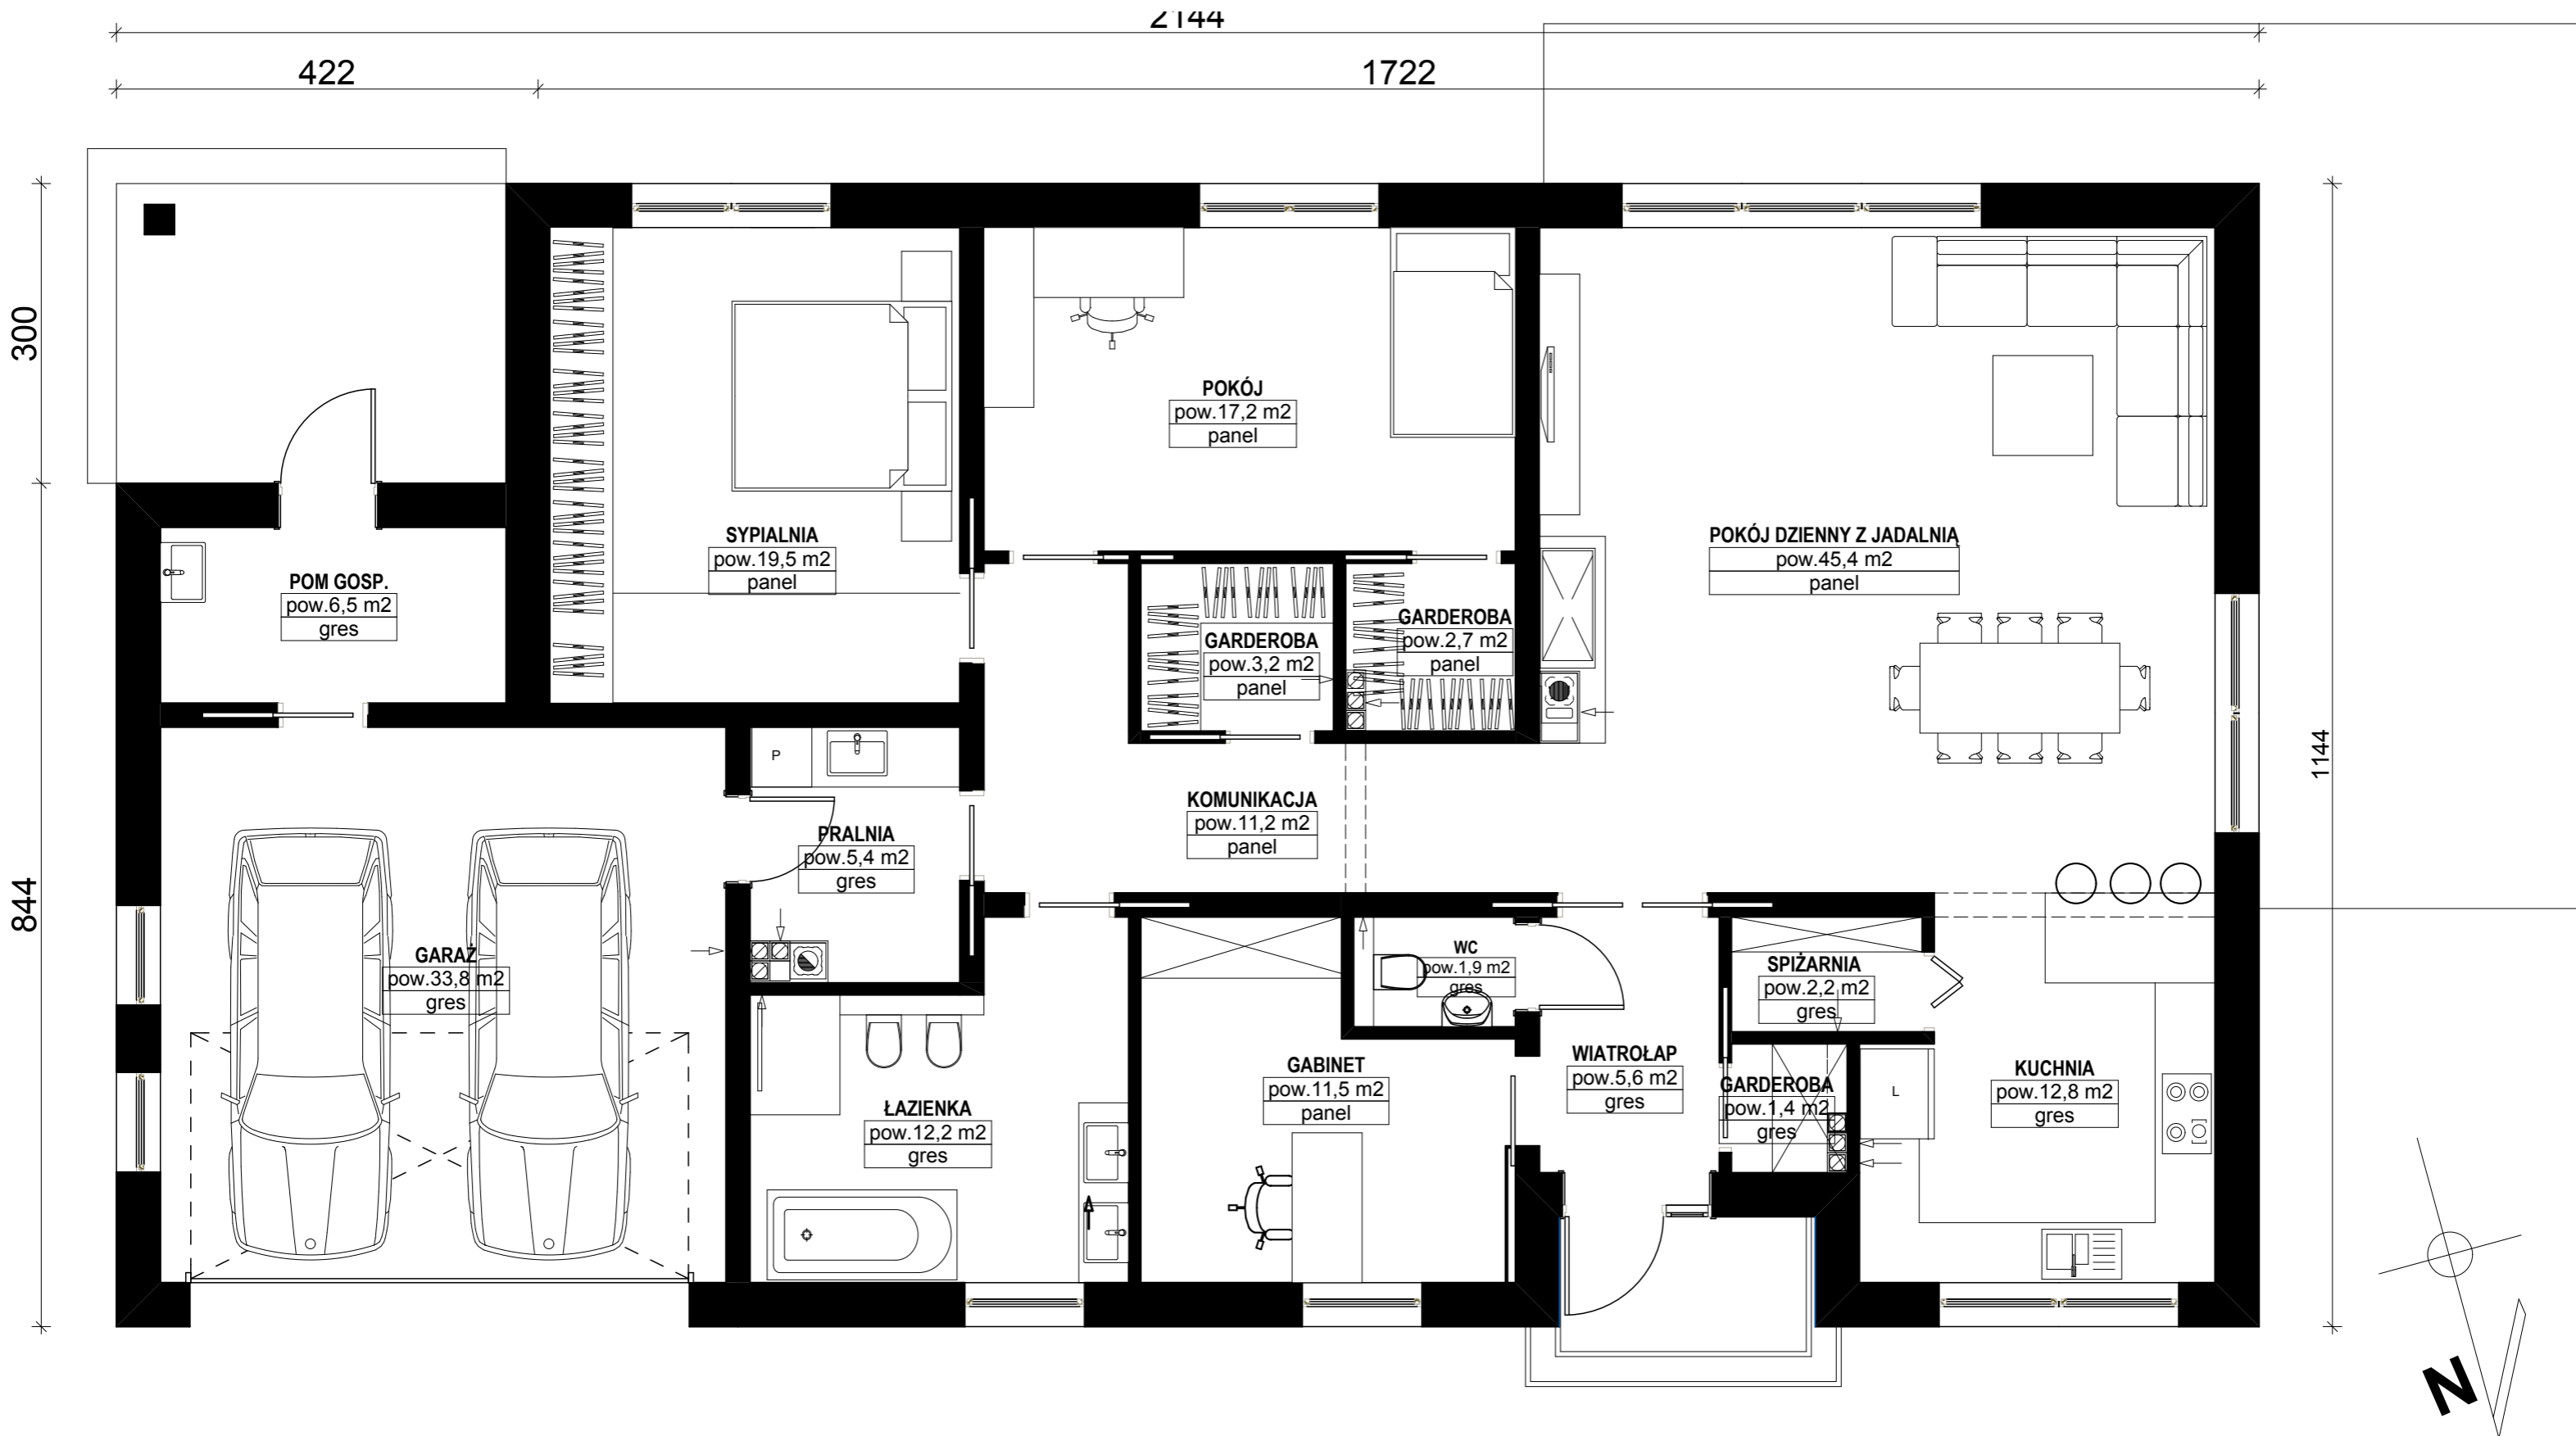 2144
422
1722
300
844
1144
SYPIALNIA
pow.19,5 m2
panel
POKÓJ
pow.17,2 m2
panel
POKÓJ DZIENNY Z JADALNIĄ
pow.45,4 m2
panel
POM GOSP.
pow.6,5 m2
gres
GARDEROBA
pow.3,2 m2
panel
GARDEROBA
pow.2,7 m2
panel
P
KOMUNIKACJA
pow.11,2 m2
panel
PRALNIA
pow.5,4 m2
gres
GARAŻ
pow.33,8 m2
gres
WC
pow.1,9 m2
gres
SPIŻARNIA
pow.2,2 m2
gres
ŁAZIENKA
pow.12,2 m2
gres
GABINET
pow.11,5 m2
panel
WIATROŁAP
pow.5,6 m2
gres
GARDEROBA
pow.1,4 m2
gres
L
KUCHNIA
pow.12,8 m2
gres
N